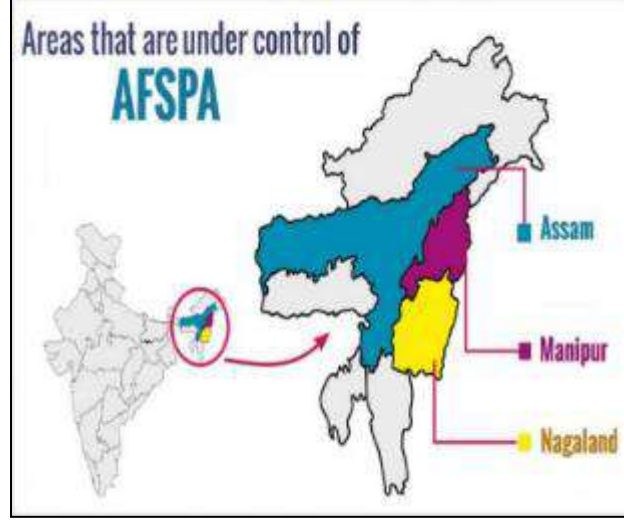 Areas that are under control of
AFSPA
Assam
Manipur
Nagaland